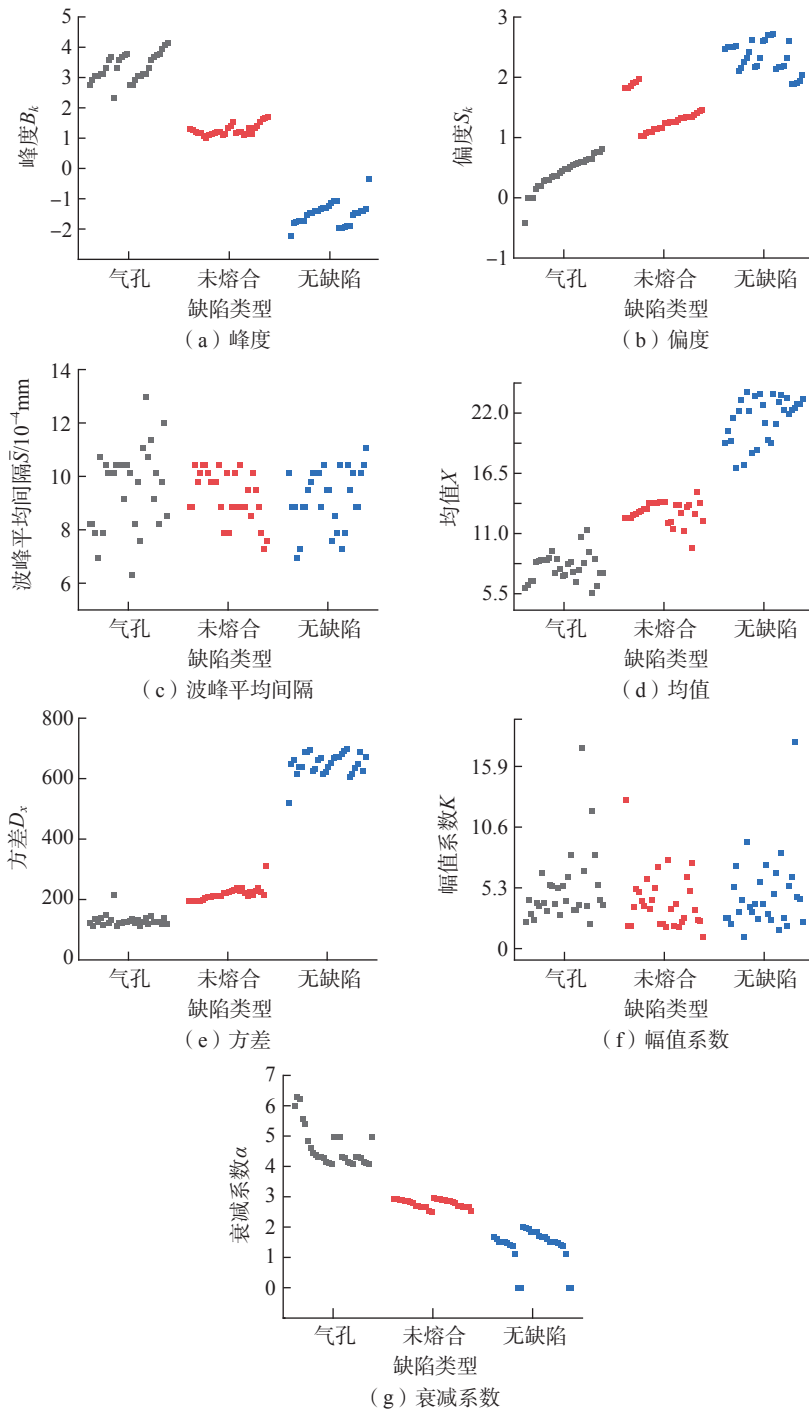 5
4
3
2
1
0
−1
−2
峰度Bk
气孔 未熔合 无缺陷
缺陷类型
（a）峰度
3
2
1
0
−1
偏度Sk
气孔 未熔合 无缺陷
缺陷类型
（b）偏度
14
12
10
8
6
波峰平均间隔S̄/10⁻⁴mm
气孔 未熔合 无缺陷
缺陷类型
（c）波峰平均间隔
22.0
16.5
11.0
5.5
均值X
气孔 未熔合 无缺陷
缺陷类型
（d）均值
800
600
400
200
0
方差Dx
气孔 未熔合 无缺陷
缺陷类型
（e）方差
15.9
10.6
5.3
0
幅值系数K
气孔 未熔合 无缺陷
缺陷类型
（f）幅值系数
7
6
5
4
3
2
1
0
衰减系数α
气孔 未熔合 无缺陷
缺陷类型
（g）衰减系数